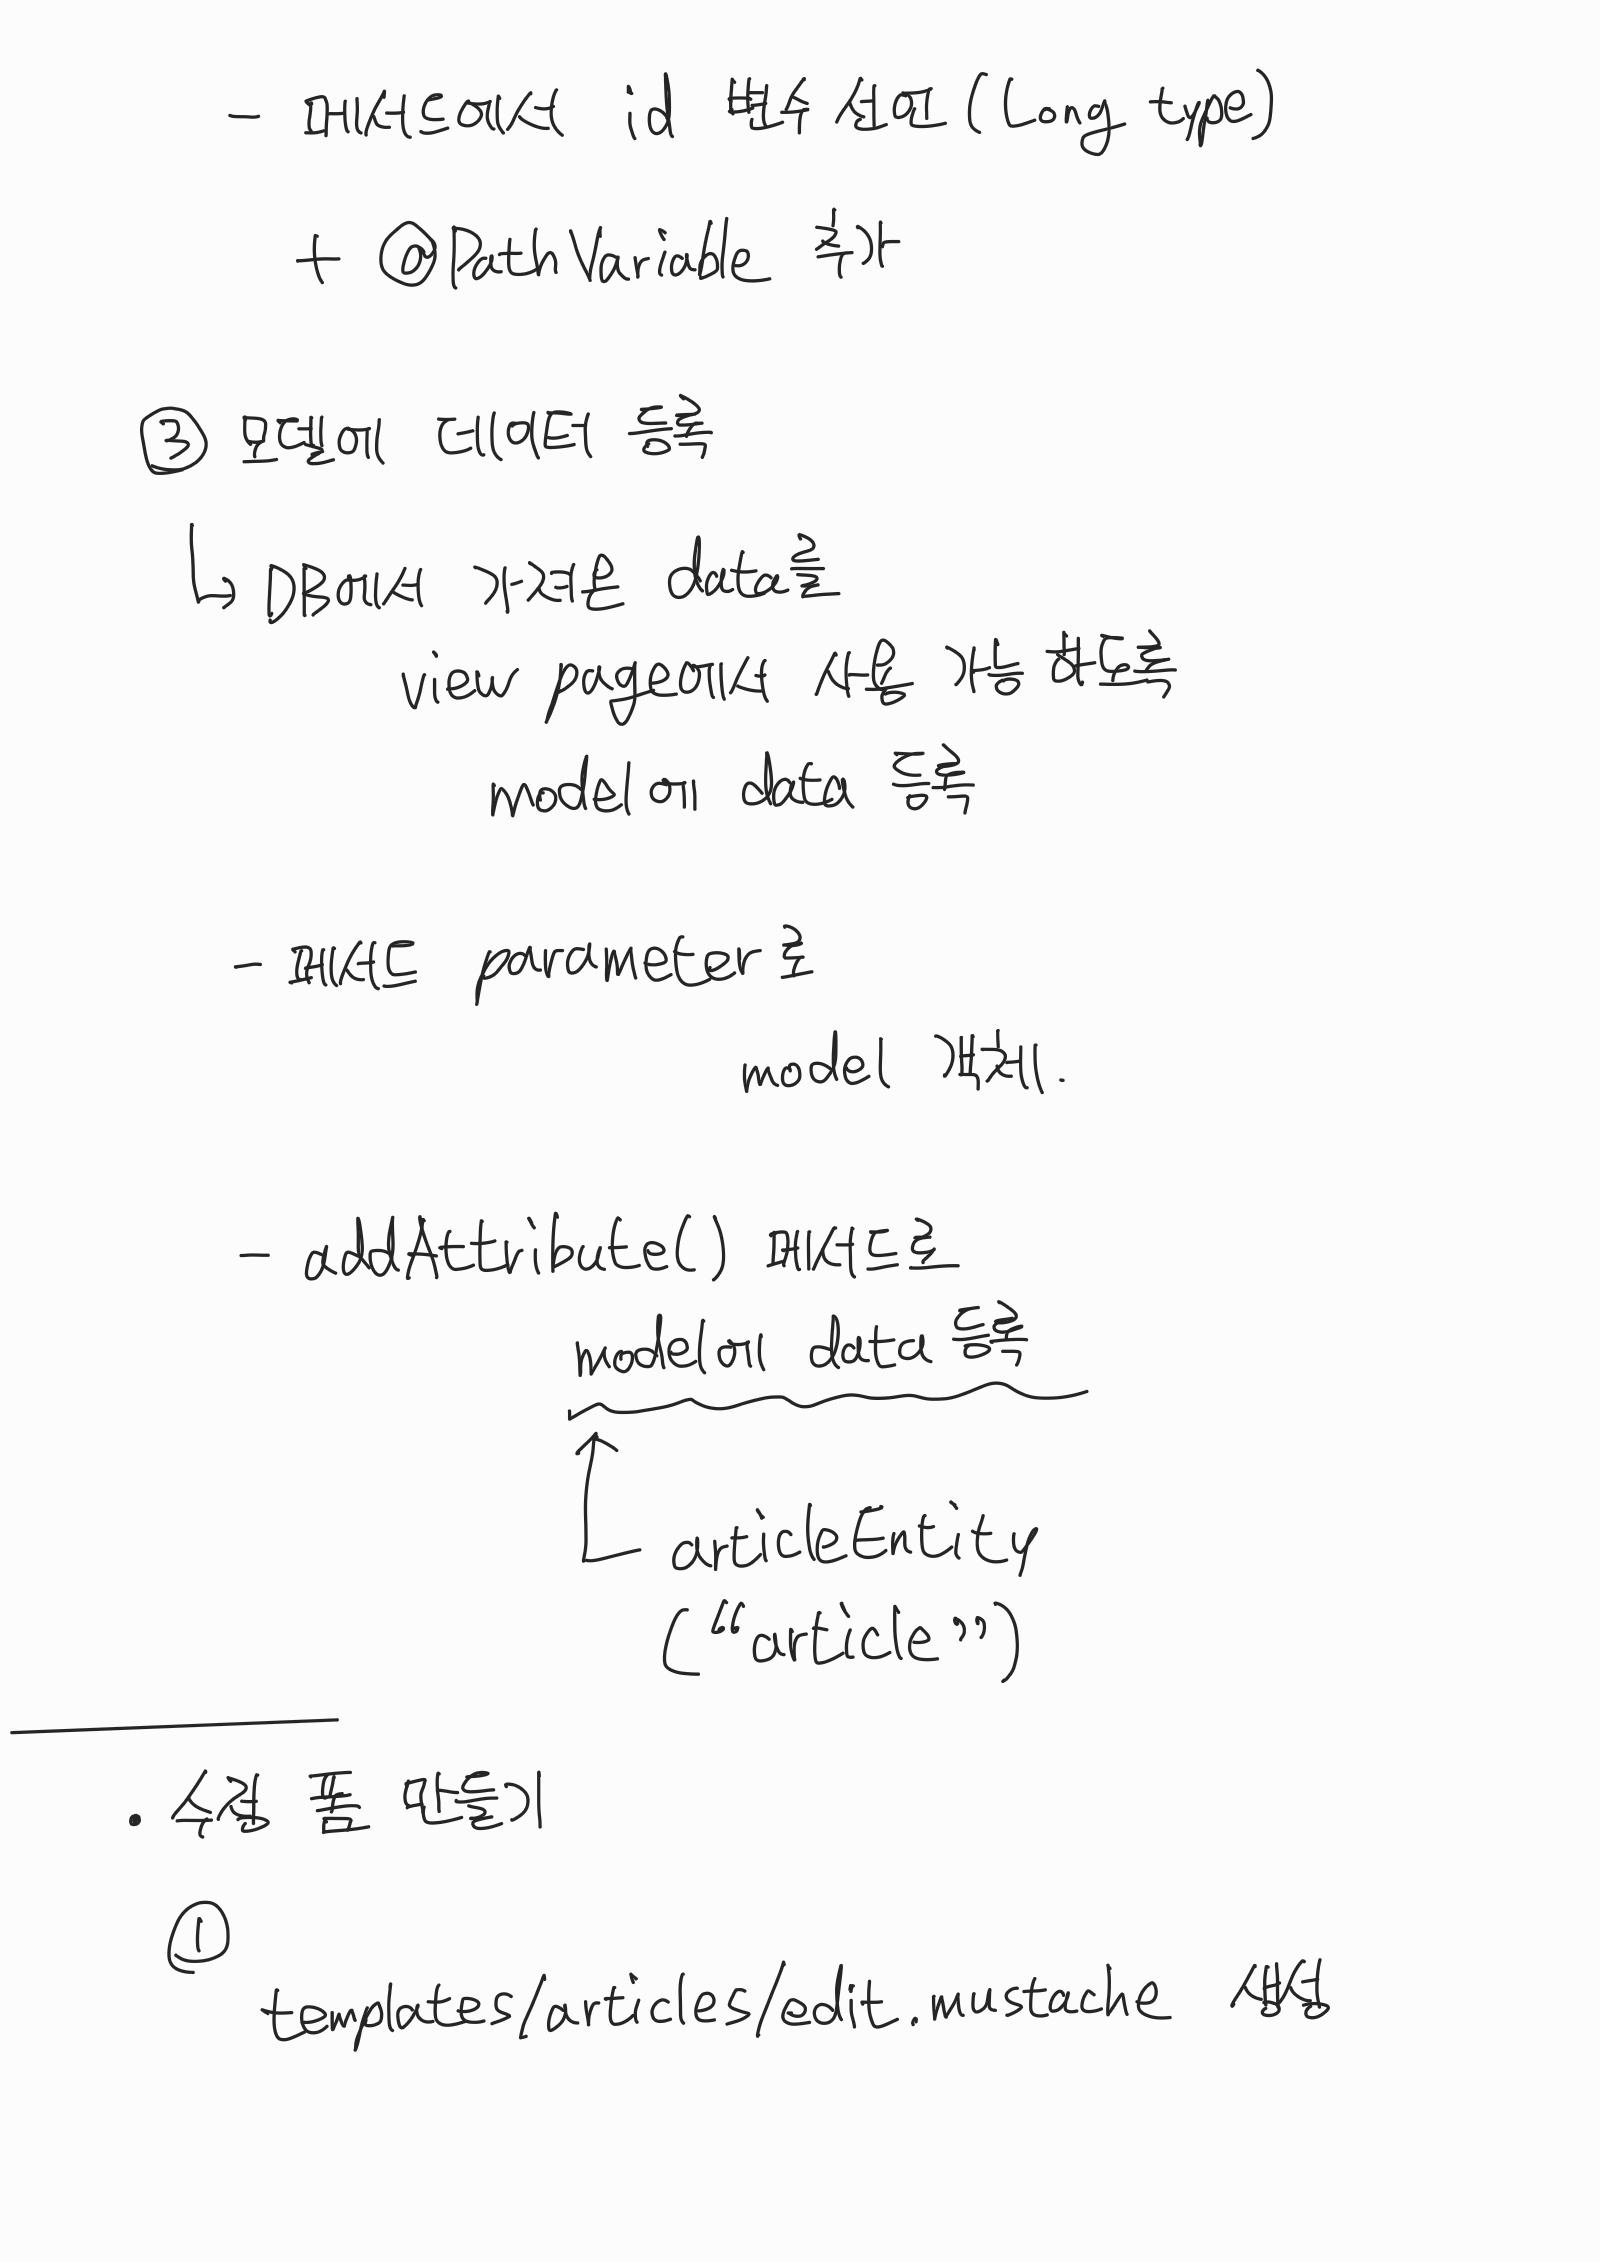 - 메서드에서 id 변수 선언 (Long type)
+ @PathVariable 추가
③ 모델에 데이터 등록
↳ DB에서 가져온 data를
view page에서 사용 가능 하도록
model에 data 등록
- 메서드 parameter로
model 객체.
- addAttribute() 메서드로
model에 data 등록
articleEntity
("article")
· 수정 폼 만들기
①
templates/articles/edit.mustache 생성